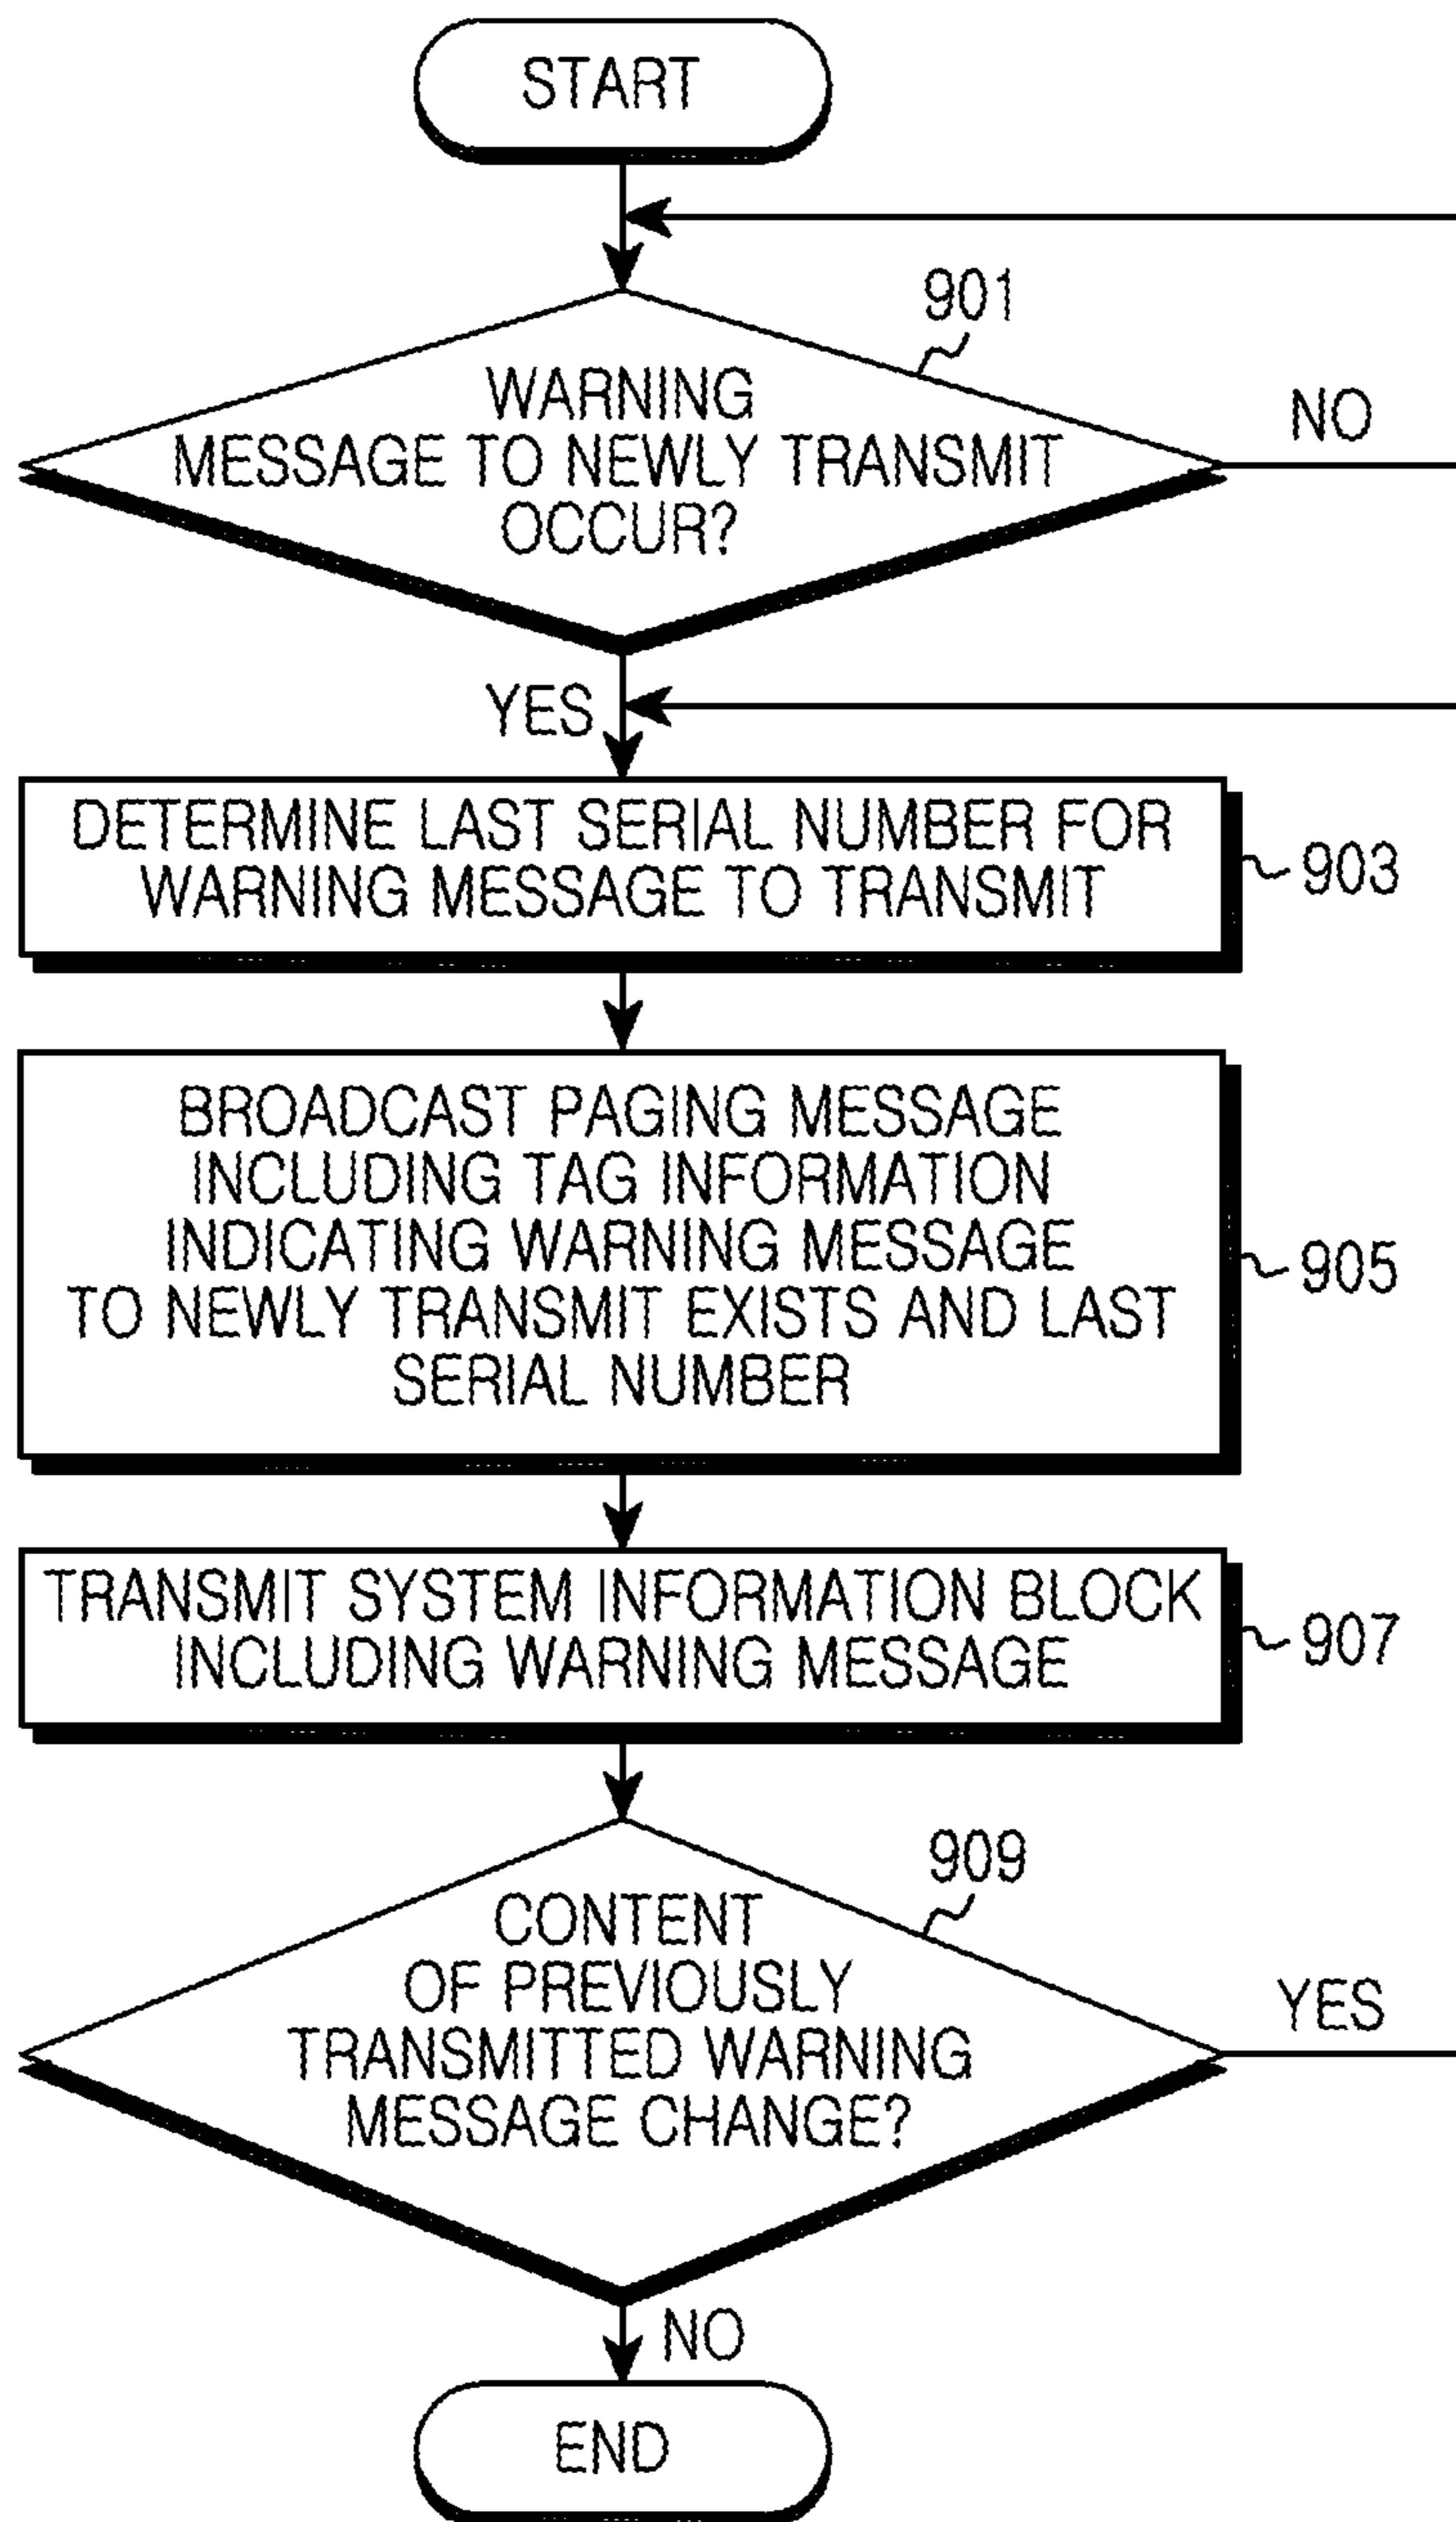 START
901
WARNING
MESSAGE TO NEWLY TRANSMIT
OCCUR?
NO
YES
DETERMINE LAST SERIAL NUMBER FOR
WARNING MESSAGE TO TRANSMIT
903
BROADCAST PAGING MESSAGE
INCLUDING TAG INFORMATION
INDICATING WARNING MESSAGE
TO NEWLY TRANSMIT EXISTS AND LAST
SERIAL NUMBER
905
TRANSMIT SYSTEM INFORMATION BLOCK
INCLUDING WARNING MESSAGE
907
909
CONTENT
OF PREVIOUSLY
TRANSMITTED WARNING
MESSAGE CHANGE?
YES
NO
END